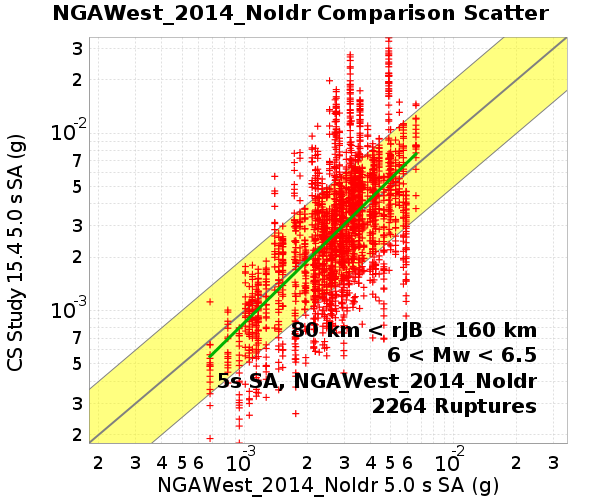 NGAWest_2014_NoIdr Comparison Scatter
CS Study 15.4 5.0 s SA (g)
3
2
10-2
7
5
3
2
10-3
7
5
3
2
80 km < rJB < 160 km
6 < Mw < 6.5
5s SA, NGAWest_2014_NoIdr
2264 Ruptures
2 3 4 5 6 10-3 2 3 4 5 6 10-2 2 3
NGAWest_2014_NoIdr 5.0 s SA (g)